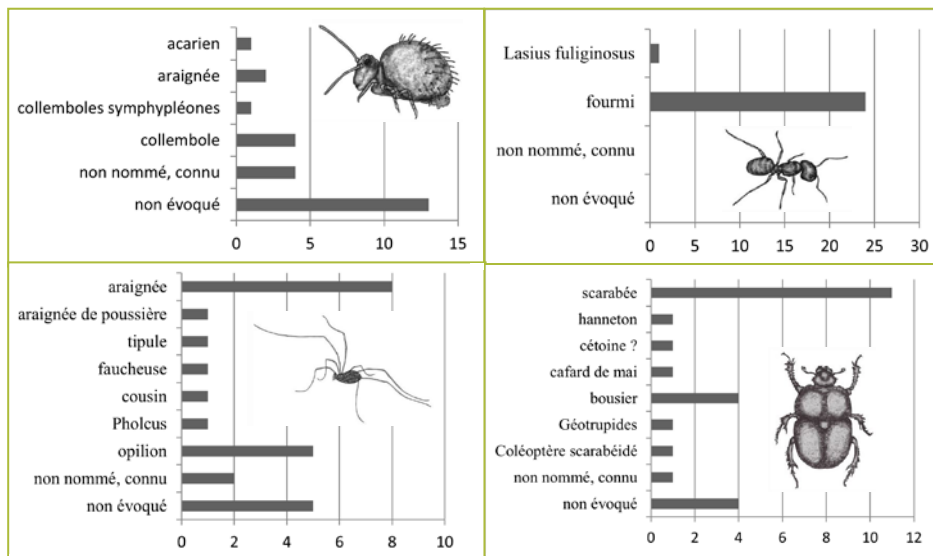 acarien
araignée
collemboles symphypléones
collembole
non nommé, connu
non évoqué
0 5 10 15
Lasius fuliginosus
fourmi
non nommé, connu
non évoqué
0 5 10 15 20 24 30
araignée
araignée de poussière
tipule
faucheuse
cousin
Pholcus
opilion
non nommé, connu
non évoqué
0 2 4 6 8 10
scarabée
hanneton
cétoine ?
cafard de mai
bousier
Géotrupides
Coléoptère scarabéidé
non nommé, connu
non évoqué
0 2 4 6 8 10 12